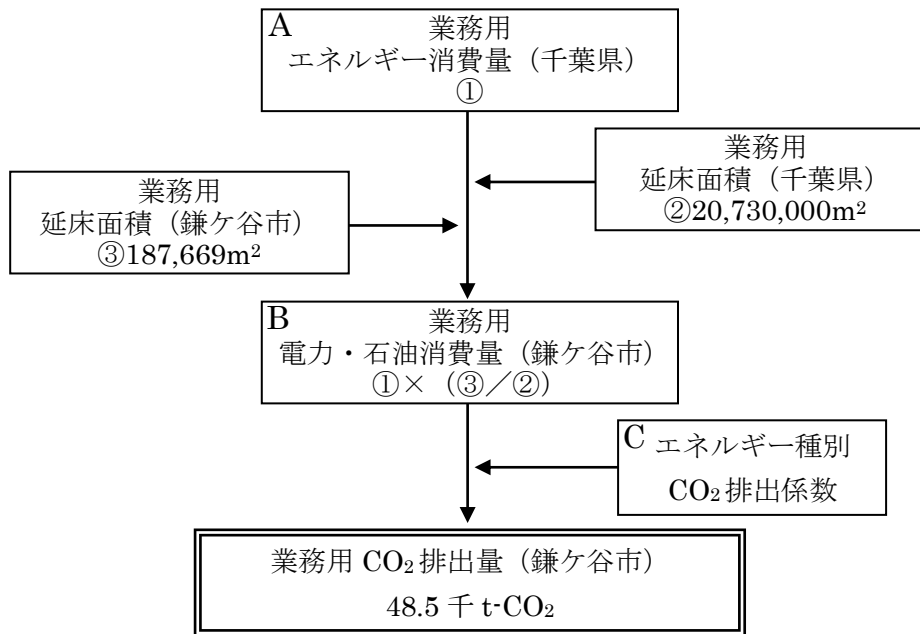 A
業務用
エネルギー消費量（千葉県）
①
業務用
延床面積（千葉県）
②20,730,000m²
業務用
延床面積（鎌ケ谷市）
③187,669m²
B
業務用
電力・石油消費量（鎌ケ谷市）
①×（③／②）
C エネルギー種別
CO₂排出係数
業務用 CO₂排出量（鎌ケ谷市）
48.5 千 t-CO₂